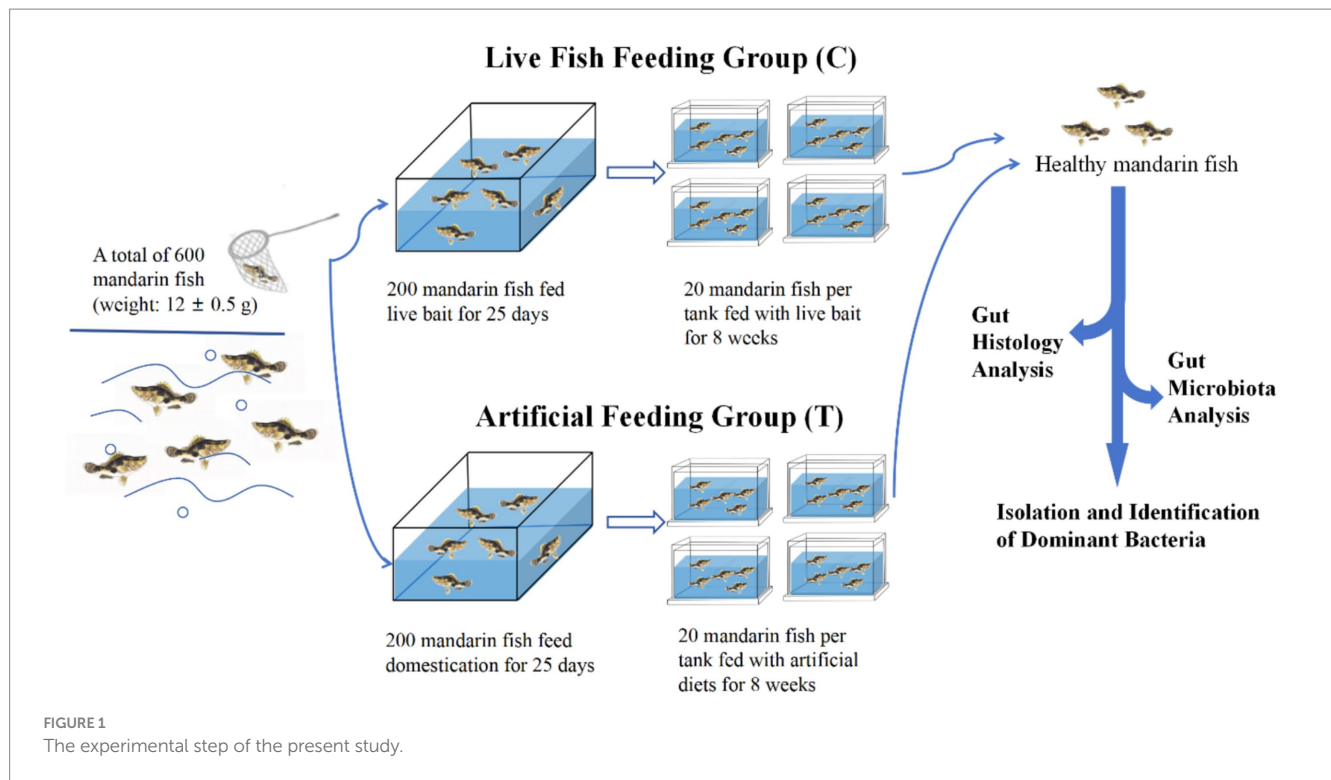 Live Fish Feeding Group (C)
A total of 600
mandarin fish
(weight: 12 ± 0.5 g)
200 mandarin fish fed
live bait for 25 days
20 mandarin fish per
tank fed with live bait
for 8 weeks
Artificial Feeding Group (T)
200 mandarin fish feed
domestication for 25 days
20 mandarin fish per
tank fed with artificial
diets for 8 weeks
Healthy mandarin fish
Gut
Histology
Analysis
Gut
Microbiota
Analysis
Isolation and Identification
of Dominant Bacteria
FIGURE 1
The experimental step of the present study.